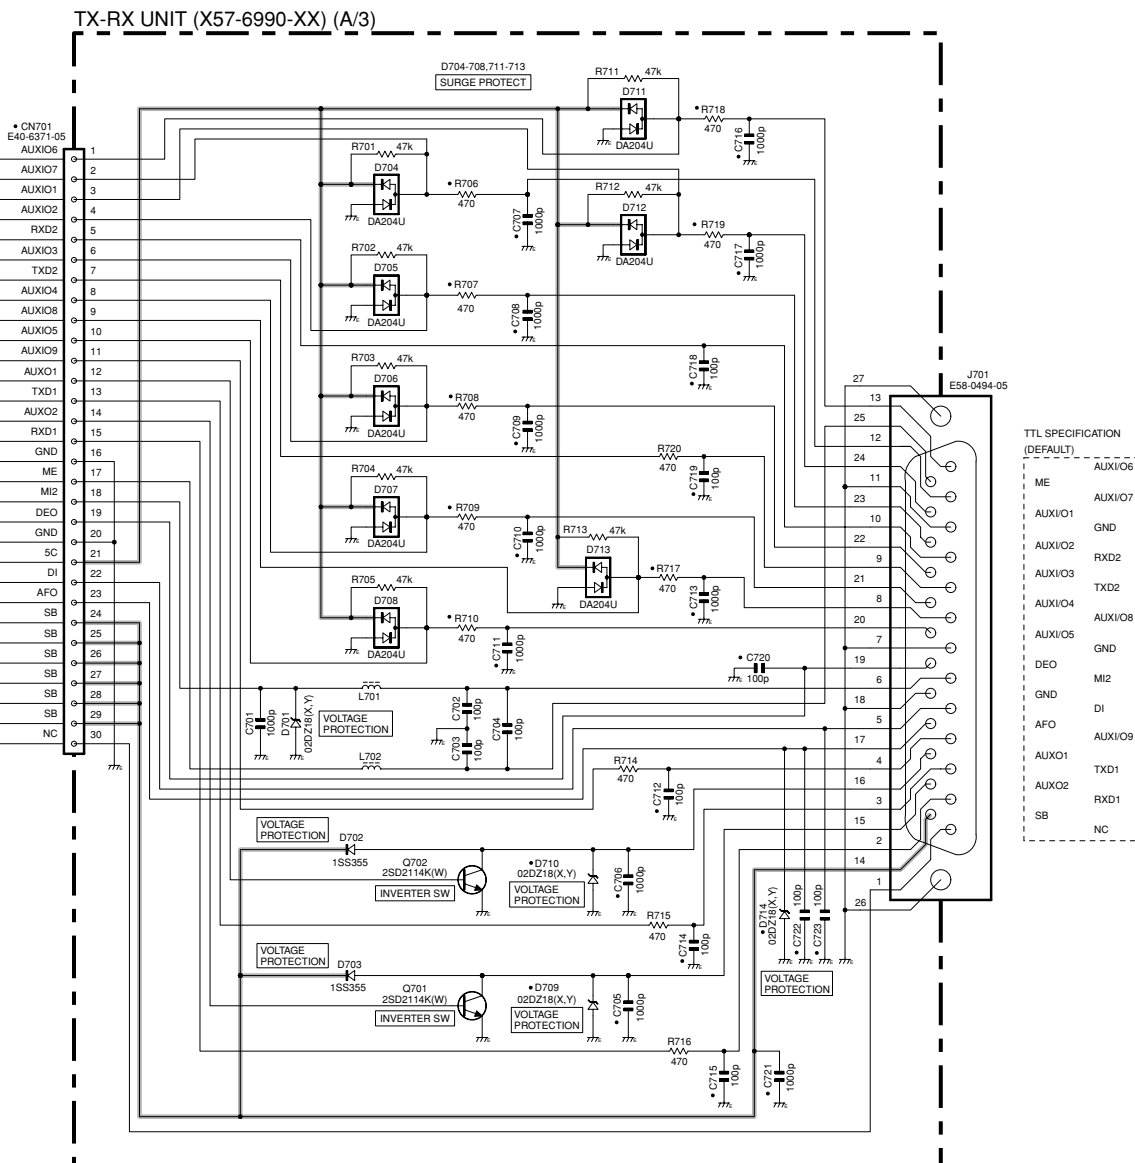 TX-RX UNIT (X57-6990-XX) (A/3)
D704-708,711-713
SURGE PROTECT
• CN701
E40-6371-05
AUXIO6 1
AUXIO7 2
AUXIO1 3
AUXIO2 4
RXD2 5
AUXIO3 6
TXD2 7
AUXIO4 8
AUXIO8 9
AUXIO5 10
AUXIO9 11
AUXO1 12
TXD1 13
AUXO2 14
RXD1 15
GND 16
ME 17
MI2 18
DEO 19
GND 20
5C 21
DI 22
AFO 23
SB 24
SB 25
SB 26
SB 27
SB 28
SB 29
NC 30
R711 47k
D711
DA204U
• R718
470
• C716
1000p
R701 47k
D704
DA204U
• R706
470
• C707
1000p
R712 47k
D712
DA204U
• R719
470
• C717
1000p
R702 47k
D705
DA204U
• R707
470
• C708
1000p
• C718
100p
R703 47k
D706
DA204U
• R708
470
• C709
1000p
R720
470
• C719
100p
R704 47k
D707
DA204U
• R709
470
• C710
1000p
R713 47k
D713
DA204U
• R717
470
• C713
1000p
R705 47k
D708
DA204U
• R710
470
• C711
1000p
• C720
100p
C701
1000p
D701
02DZ18(X,Y)
VOLTAGE
PROTECTION
L701
L702
C702
100p
C703
100p
C704
100p
R714
470
• C712
100p
VOLTAGE
PROTECTION
D702
1SS355
Q702
2SD2114K(W)
INVERTER SW
• D710
02DZ18(X,Y)
VOLTAGE
PROTECTION
• C706
1000p
R715
470
• C714
100p
VOLTAGE
PROTECTION
D703
1SS355
Q701
2SD2114K(W)
INVERTER SW
• D709
02DZ18(X,Y)
VOLTAGE
PROTECTION
• C705
1000p
R716
470
• C715
100p
• C721
1000p
• D714
02DZ18(X,Y)
• C722
100p
• C723
100p
VOLTAGE
PROTECTION
J701
E58-0494-05
27
13
25
12
24
11
23
10
22
9
21
8
20
7
19
6
18
5
17
4
16
3
15
2
14
1
26
TTL SPECIFICATION
(DEFAULT)
AUXI/O6
ME
AUXI/O7
AUXI/O1
GND
AUXI/O2
RXD2
AUXI/O3
TXD2
AUXI/O4
AUXI/O8
AUXI/O5
GND
DEO
MI2
GND
DI
AFO
AUXI/O9
AUXO1
TXD1
AUXO2
RXD1
SB
NC